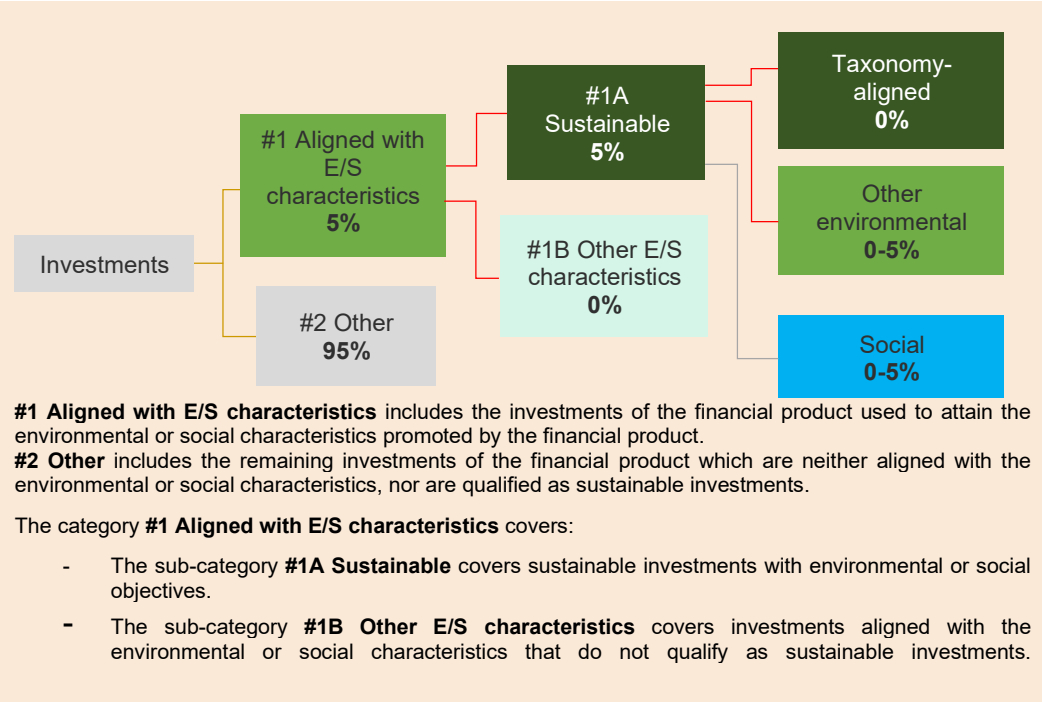 Investments
#1 Aligned with
E/S
characteristics
5%
#2 Other
95%
#1A
Sustainable
5%
#1B Other E/S
characteristics
0%
Taxonomy-
aligned
0%
Other
environmental
0-5%
Social
0-5%
#1 Aligned with E/S characteristics includes the investments of the financial product used to attain the
environmental or social characteristics promoted by the financial product.
#2 Other includes the remaining investments of the financial product which are neither aligned with the
environmental or social characteristics, nor are qualified as sustainable investments.
The category #1 Aligned with E/S characteristics covers:
- The sub-category #1A Sustainable covers sustainable investments with environmental or social
objectives.
- The sub-category #1B Other E/S characteristics covers investments aligned with the
environmental or social characteristics that do not qualify as sustainable investments.